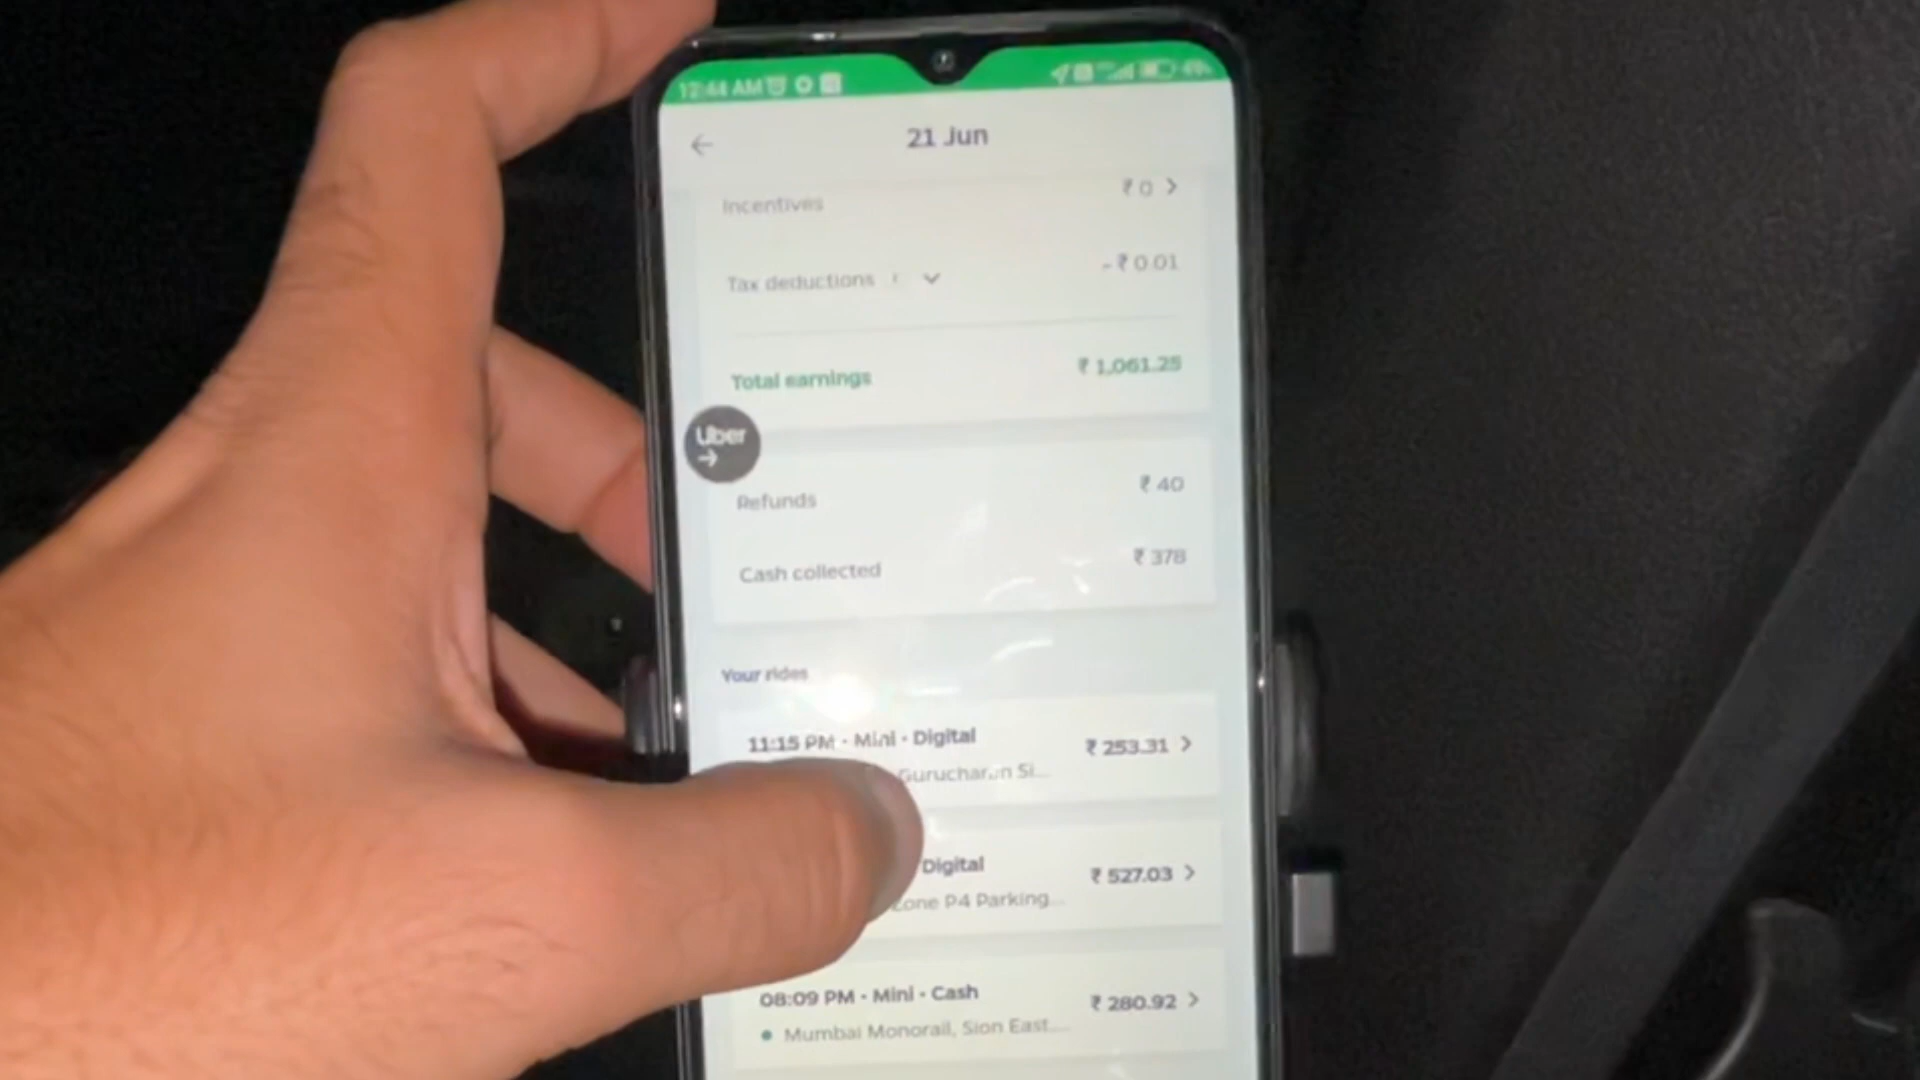 12:44 AM
21 Jun
Incentives ₹ 0
Tax deductions - ₹ 0.01
Total earnings ₹ 1,061.25
Uber
Refunds ₹ 40
Cash collected ₹ 378
Your rides
11:15 PM - Mini - Digital ₹ 253.31
Gurucharan Si...
Digital ₹ 527.03
Zone P4 Parking...
08:09 PM - Mini - Cash ₹ 280.92
Mumbai Monorail, Sion East...